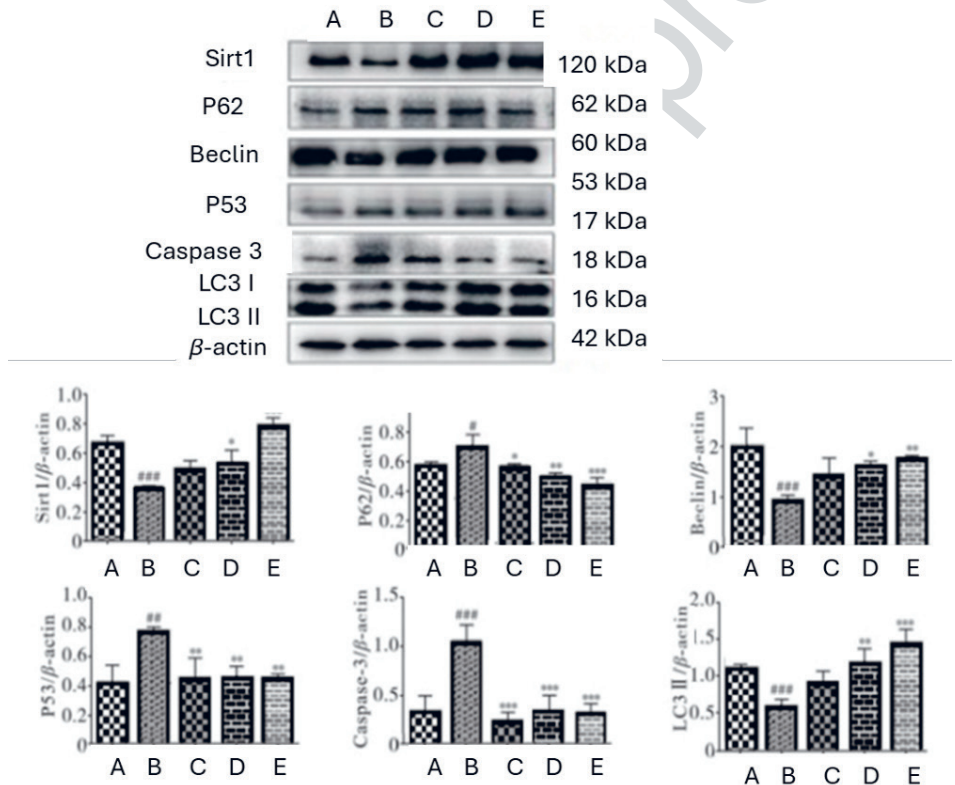 A B C D E
Sirt1
120 kDa
P62
62 kDa
Beclin
60 kDa
53 kDa
P53
17 kDa
Caspase 3
18 kDa
LC3 I
16 kDa
LC3 II
β-actin
42 kDa
Sirt1/β-actin
1.0
0.8
0.6
0.4
0.2
0
###
*
A B C D E
P62/β-actin
0.8
0.6
0.4
0.2
0
#
*
**
***
A B C D E
Beclin/β-actin
3
2
1
0
###
*
**
A B C D E
P53/β-actin
1.0
0.8
0.6
0.4
0.2
0
##
**
**
**
A B C D E
Caspase-3/β-actin
1.5
1.0
0.5
0
###
***
***
***
A B C D E
LC3 II/β-actin
2.0
1.5
1.0
0.5
0
###
**
***
A B C D E